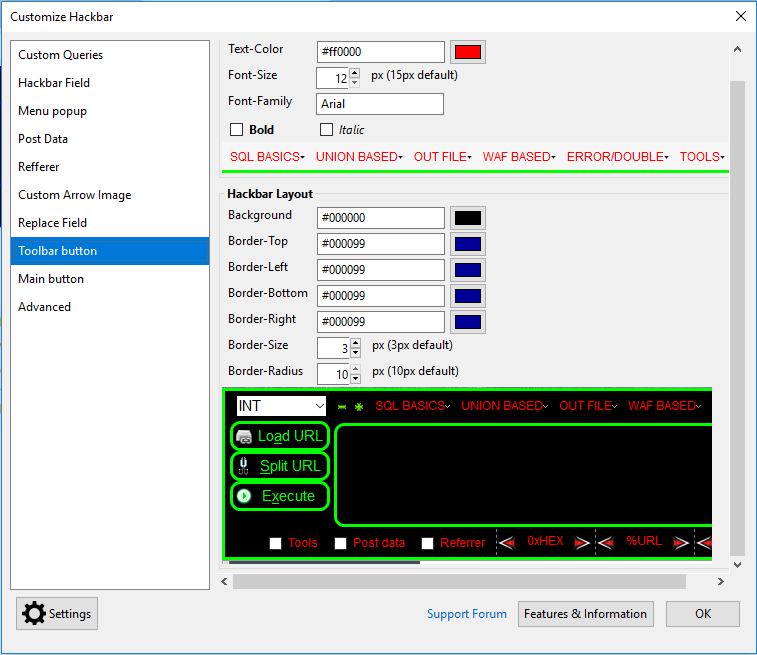 Customize Hackbar
Custom Queries
Hackbar Field
Menu popup
Post Data
Refferer
Custom Arrow Image
Replace Field
Toolbar button
Main button
Advanced
Text-Color #ff0000
Font-Size 12 px (15px default)
Font-Family Arial
Bold Italic
SQL BASICS UNION BASED OUT FILE WAF BASED ERROR/DOUBLE TOOLS
Hackbar Layout
Background #000000
Border-Top #000099
Border-Left #000099
Border-Bottom #000099
Border-Right #000099
Border-Size 3 px (3px default)
Border-Radius 10 px (10px default)
INT SQL BASICS UNION BASED OUT FILE WAF BASED
Load URL
Split URL
Execute
Tools Post data Referrer 0xHEX %URL
Settings Support Forum Features & Information OK